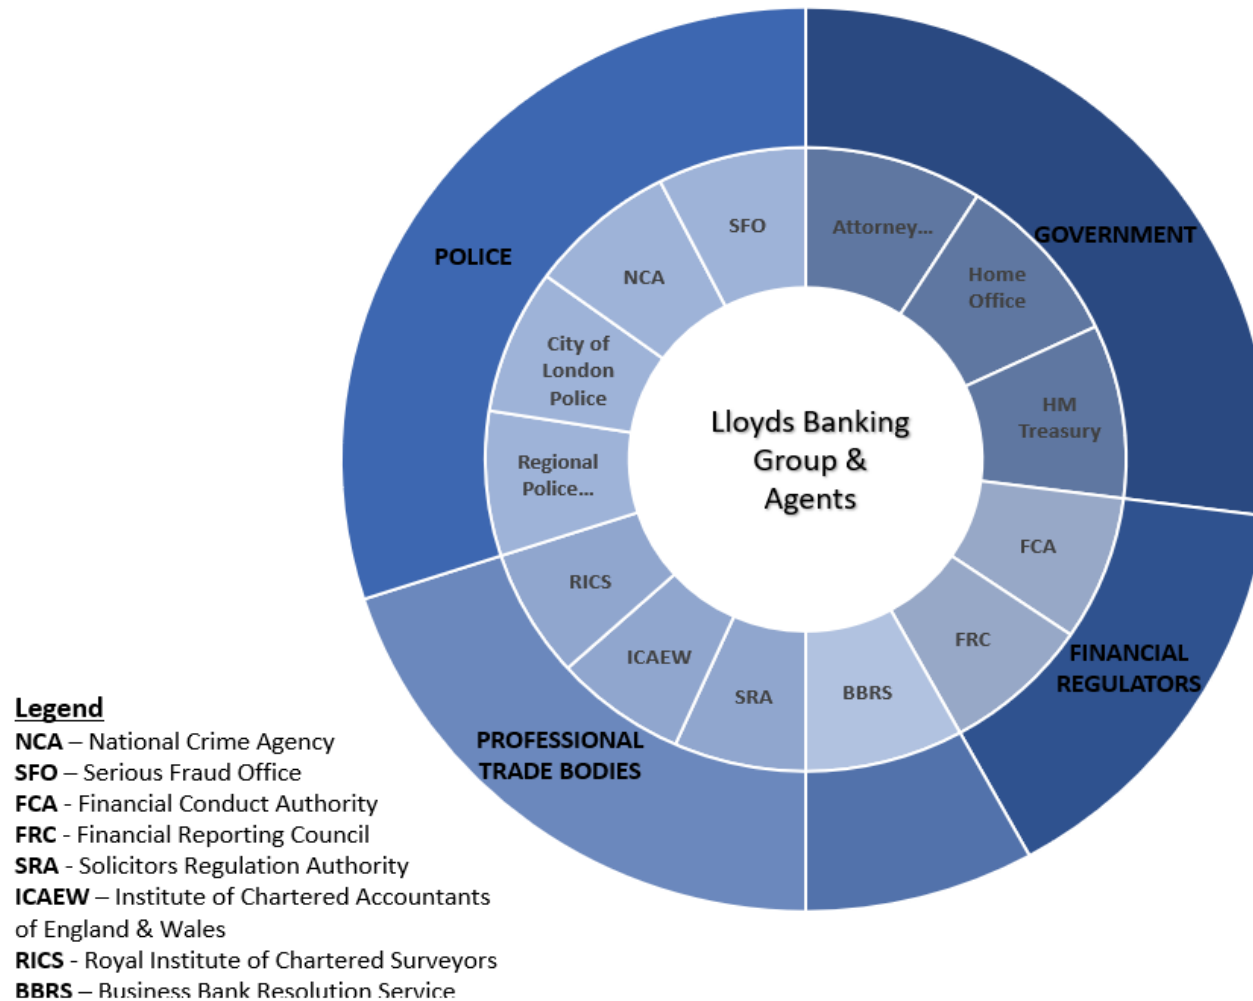 SFO
Attorney...
POLICE
GOVERNMENT
NCA
Home
Office
City of
London
Police
HM
Treasury
Lloyds Banking
Group &
Agents
Regional
Police...
FCA
RICS
FRC
FINANCIAL
REGULATORS
ICAEW
SRA
BBRS
PROFESSIONAL
TRADE BODIES
Legend
NCA – National Crime Agency
SFO – Serious Fraud Office
FCA - Financial Conduct Authority
FRC - Financial Reporting Council
SRA - Solicitors Regulation Authority
ICAEW – Institute of Chartered Accountants
of England & Wales
RICS - Royal Institute of Chartered Surveyors
BBRS – Business Bank Resolution Service